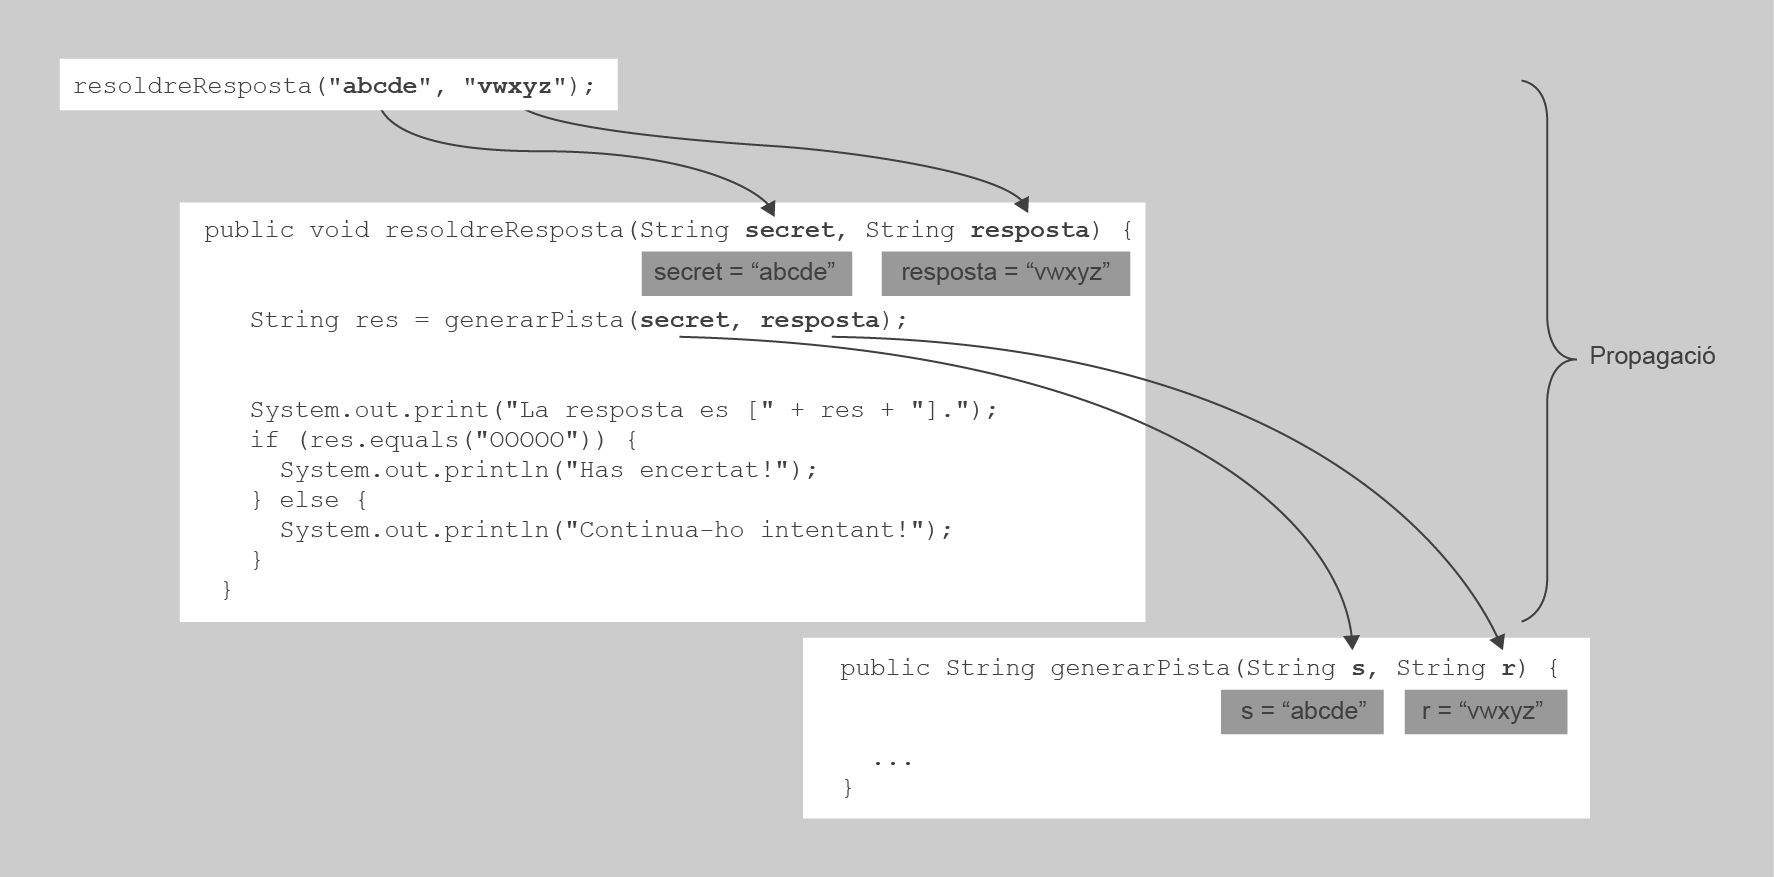 resoldreResposta("abcde", "vwxyz");
public void resoldreResposta(String secret, String resposta) {
secret = “abcde” resposta = “vwxyz”
String res = generarPista(secret, resposta);
Propagació
System.out.print("La resposta es [" + res + "].");
if (res.equals("OOOOO")) {
System.out.println("Has encertat!");
} else {
System.out.println("Continua-ho intentant!");
}
}
public String generarPista(String s, String r) {
s = “abcde” r = “vwxyz”
...
}